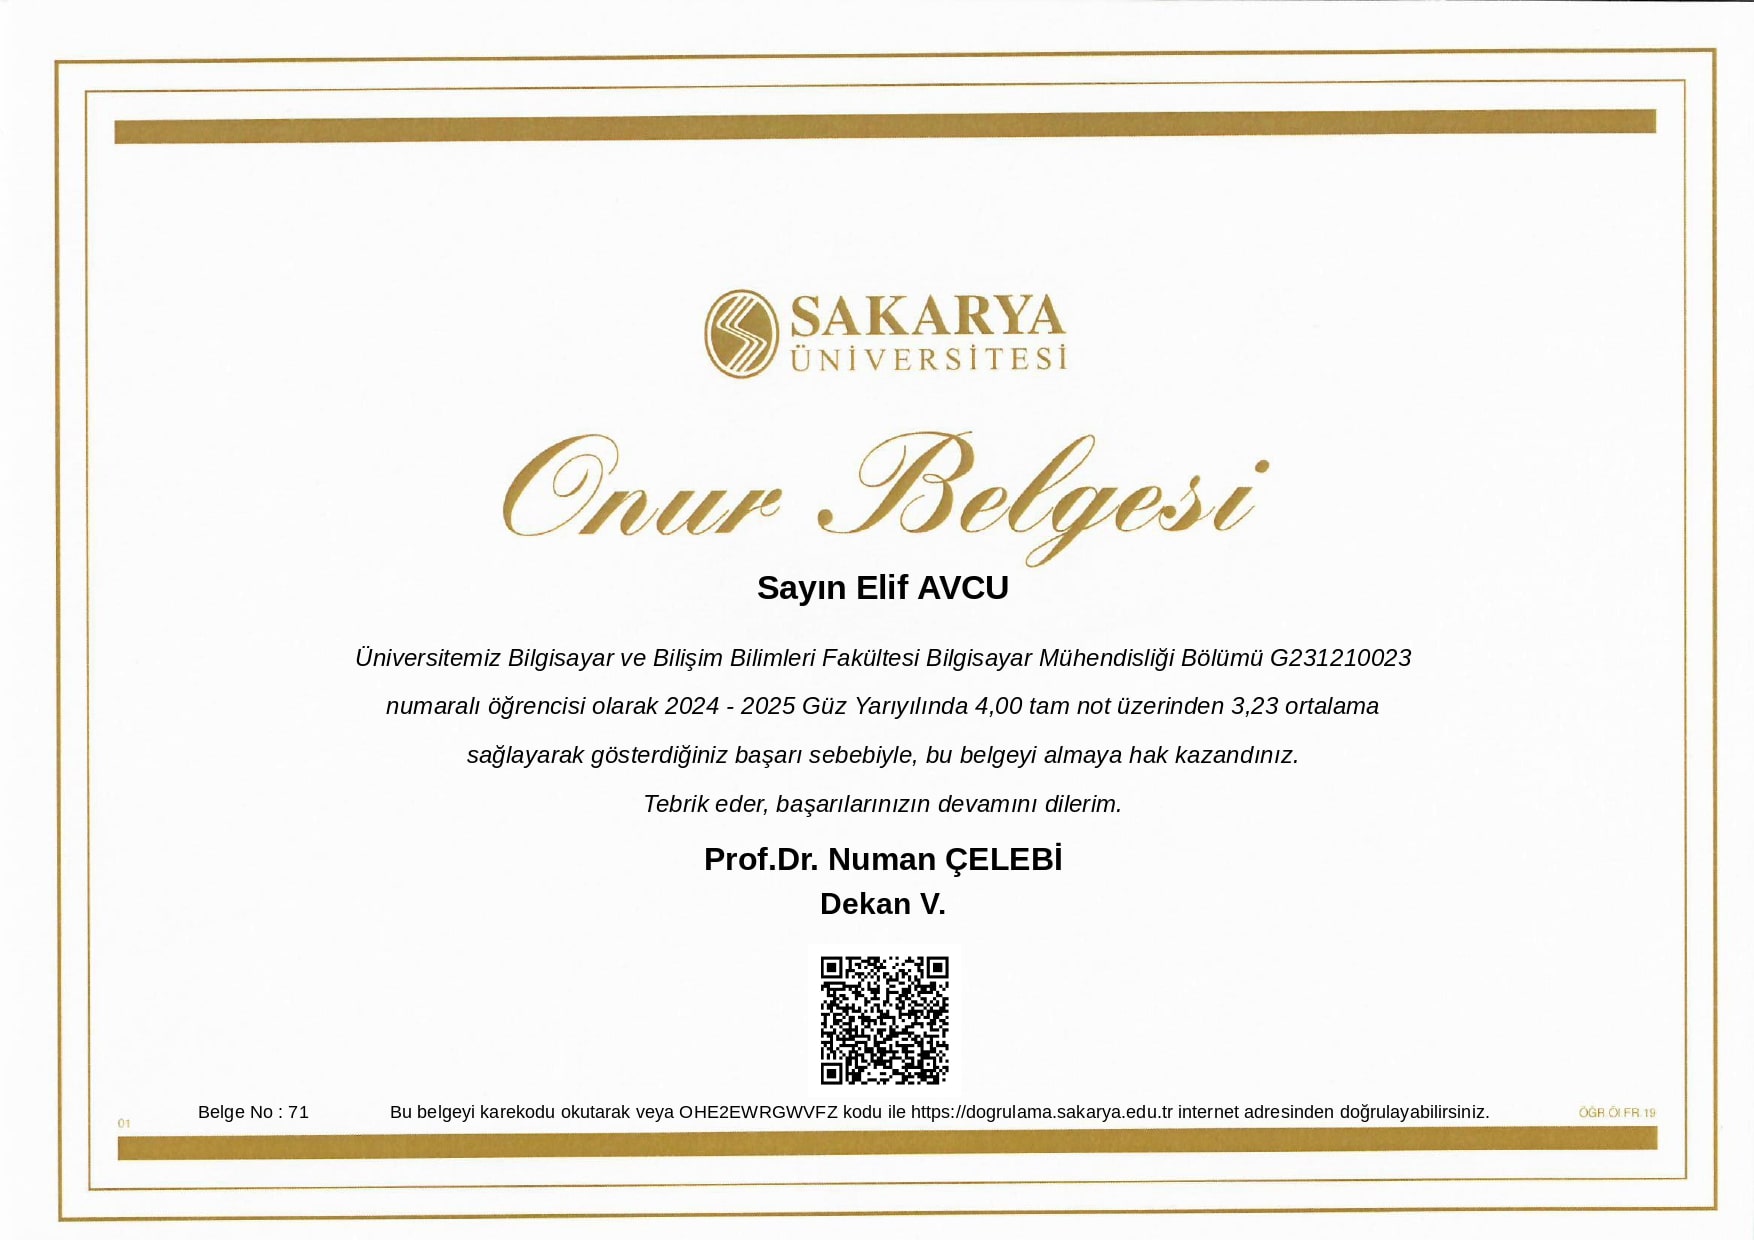 SAKARYA
ÜNİVERSİTESİ
Onur Belgesi
Sayın Elif AVCU
Üniversitemiz Bilgisayar ve Bilişim Bilimleri Fakültesi Bilgisayar Mühendisliği Bölümü G231210023
numaralı öğrencisi olarak 2024 - 2025 Güz Yarıyılında 4,00 tam not üzerinden 3,23 ortalama
sağlayarak gösterdiğiniz başarı sebebiyle, bu belgeyi almaya hak kazandınız.
Tebrik eder, başarılarınızın devamını dilerim.
Prof.Dr. Numan ÇELEBİ
Dekan V.
Belge No : 71 Bu belgeyi karekodu okutarak veya OHE2EWRGWVFZ kodu ile https://dogrulama.sakarya.edu.tr internet adresinden doğrulayabilirsiniz.
01 ÖĞR.ÖI.FR.19